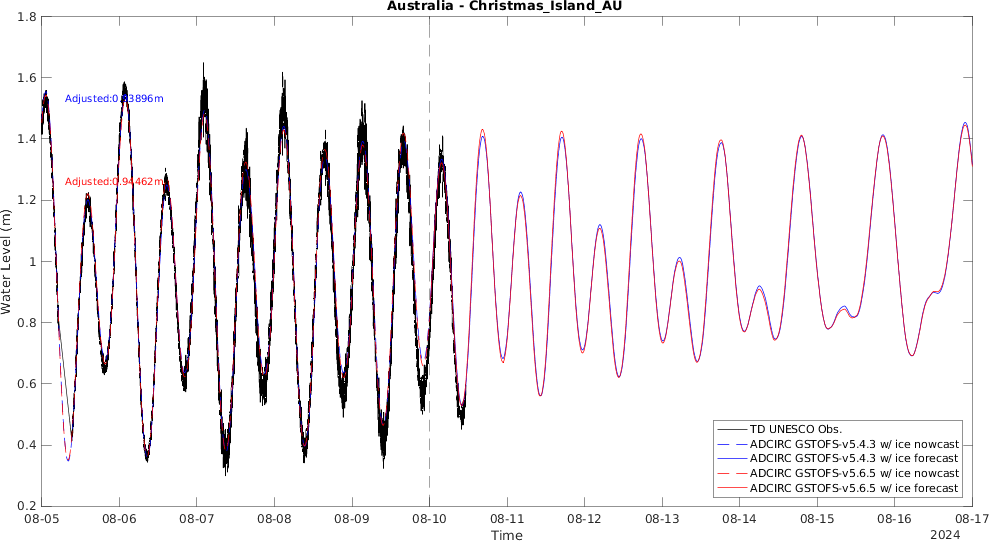 Australia - Christmas_Island_AU
Water Level (m)
1.8
1.6
1.4
1.2
1
0.8
0.6
0.4
0.2
Adjusted:0.93896m
Adjusted:0.94462m
TD UNESCO Obs.
ADCIRC GSTOFS-v5.4.3 w/ ice nowcast
ADCIRC GSTOFS-v5.4.3 w/ ice forecast
ADCIRC GSTOFS-v5.6.5 w/ ice nowcast
ADCIRC GSTOFS-v5.6.5 w/ ice forecast
08-05 08-06 08-07 08-08 08-09 08-10 08-11 08-12 08-13 08-14 08-15 08-16 08-17
Time
2024